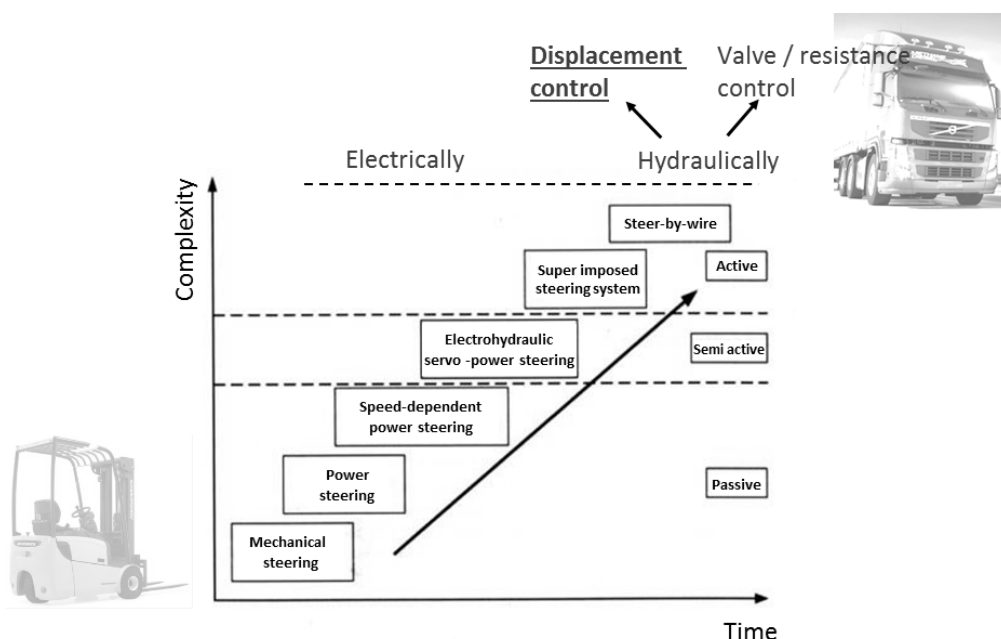 Displacement
control
Valve / resistance
control
Electrically
Hydraulically
Complexity
Steer-by-wire
Super imposed
steering system
Active
Electrohydraulic
servo -power steering
Semi active
Speed-dependent
power steering
Power
steering
Passive
Mechanical
steering
Time